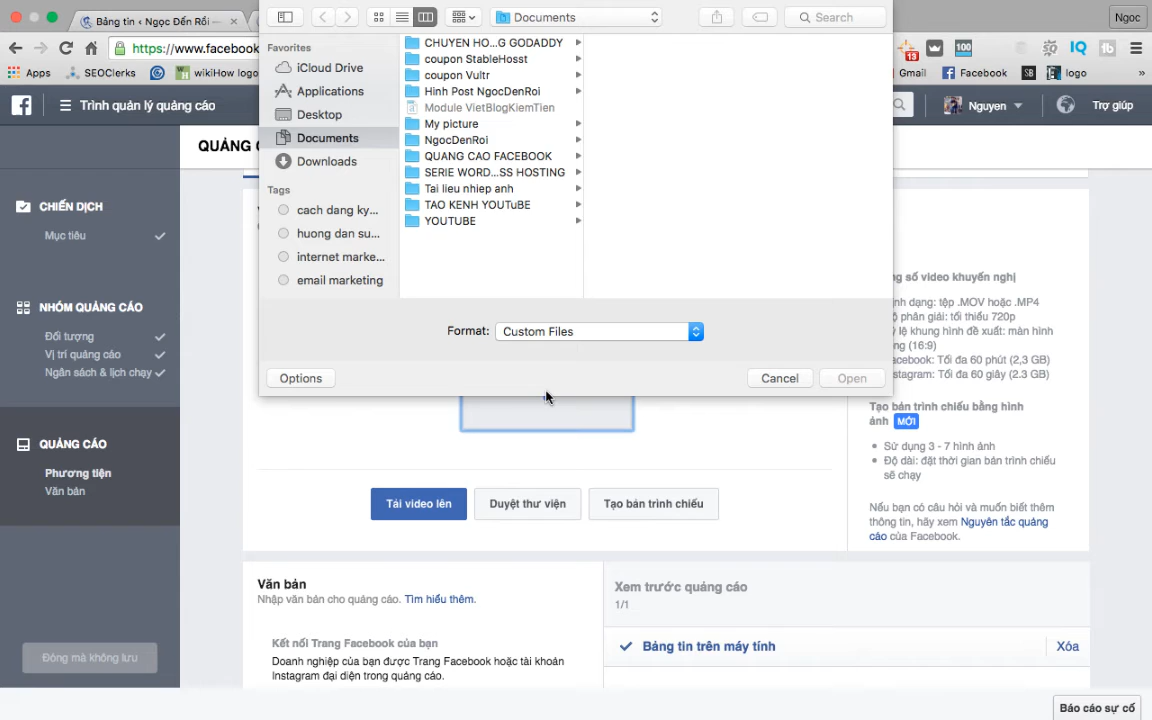 Bảng tin ‹ Ngọc Đến Rồi —
Documents
Search
Ngoc
https://www.facebook
13
100
IQ
tb
Apps
SEOClerks
wikiHow logo
Gmail
Facebook
SB
logo
»
Trình quản lý quảng cáo
Nguyen
Trợ giúp
QUẢNG C
CHIẾN DỊCH
Mục tiêu
NHÓM QUẢNG CÁO
Đối tượng
Vị trí quảng cáo
Ngân sách & lịch chạy
QUẢNG CÁO
Phương tiện
Văn bản
Đóng mà không lưu
Favorites
iCloud Drive
Applications
Desktop
Documents
Downloads
Tags
cach dang ky...
huong dan su...
internet marke...
email marketing
CHUYEN HO...G GODADDY
coupon StableHosst
coupon Vultr
Hinh Post NgocDenRoi
Module VietBlogKiemTien
My picture
NgocDenRoi
QUANG CAO FACEBOOK
SERIE WORD...SS HOSTING
Tai lieu nhiep anh
TAO KENH YOUTuBE
YOUTUBE
Format: Custom Files
Options
Cancel
Open
ng số video khuyến nghị
nh dạng: tệp .MOV hoặc .MP4
ộ phân giải: tối thiểu 720p
ỷ lệ khung hình đề xuất: màn hình
ộng (16:9)
acebook: Tối đa 60 phút (2,3 GB)
stagram: Tối đa 60 giây (2.3 GB)
Tạo bản trình chiếu bằng hình
ảnh MỚI
Sử dụng 3 - 7 hình ảnh
Độ dài: đặt thời gian bản trình chiếu
sẽ chạy
Nếu bạn có câu hỏi và muốn biết thêm
thông tin, hãy xem Nguyên tắc quảng
cáo của Facebook.
Tải video lên
Duyệt thư viện
Tạo bản trình chiếu
Văn bản
Nhập văn bản cho quảng cáo. Tìm hiểu thêm.
Kết nối Trang Facebook của bạn
Doanh nghiệp của bạn được Trang Facebook hoặc tài khoản
Instagram đại diện trong quảng cáo.
Xem trước quảng cáo
1/1
Bảng tin trên máy tính
Xóa
Báo cáo sự cố